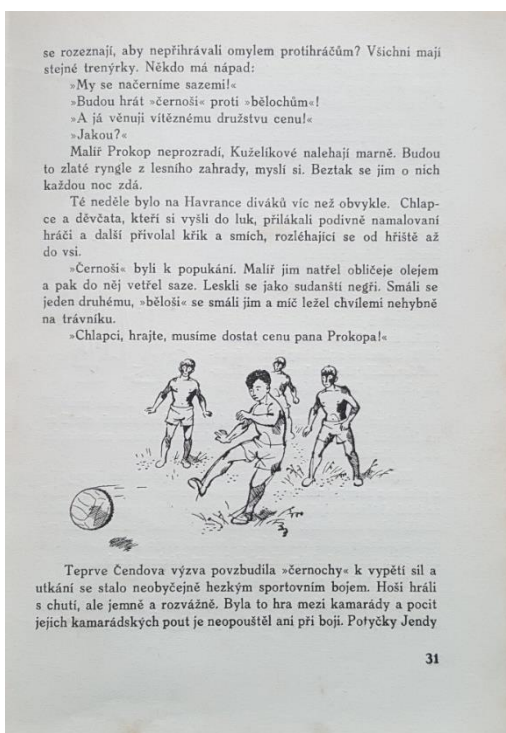 se rozeznají, aby nepřihrávali omylem protihráčům? Všichni mají
stejné trenýrky. Někdo má nápad:
»My se načerníme sazemi!«
»Budou hrát »černoši« proti »bělochům«!
»A já věnuji vítěznému družstvu cenu!«
»Jakou?«
Malíř Prokop neprozradí, Kuželíkové nalehají marně. Budou
to zlaté ryngle z lesního zahrady, myslí si. Beztak se jim o nich
každou noc zdá.
Té neděle bylo na Havrance diváků víc než obvykle. Chlap-
ce a děvčata, kteří si vyšli do luk, přilákali podivně namalovaní
hráči a další přivolal křik a smích, rozléhající se od hřiště až
do vsi.
»Černoši« byli k popukání. Malíř jim natřel obličeje olejem
a pak do něj vetřel saze. Leskli se jako sudanští negři. Smáli se
jeden druhému, »běloši« se smáli jim a míč ležel chvílemi nehybně
na trávníku.
»Chlapci, hrajte, musíme dostat cenu pana Prokopa!«
Teprve Čendova výzva povzbudila »černochy« k vypětí sil a
utkání se stalo neobyčejně hezkým sportovním bojem. Hoši hráli
s chutí, ale jemně a rozvážně. Byla to hra mezi kamarády a pocit
jejich kamarádských pout je neopouštěl ani při boji. Potyčky Jendy
31